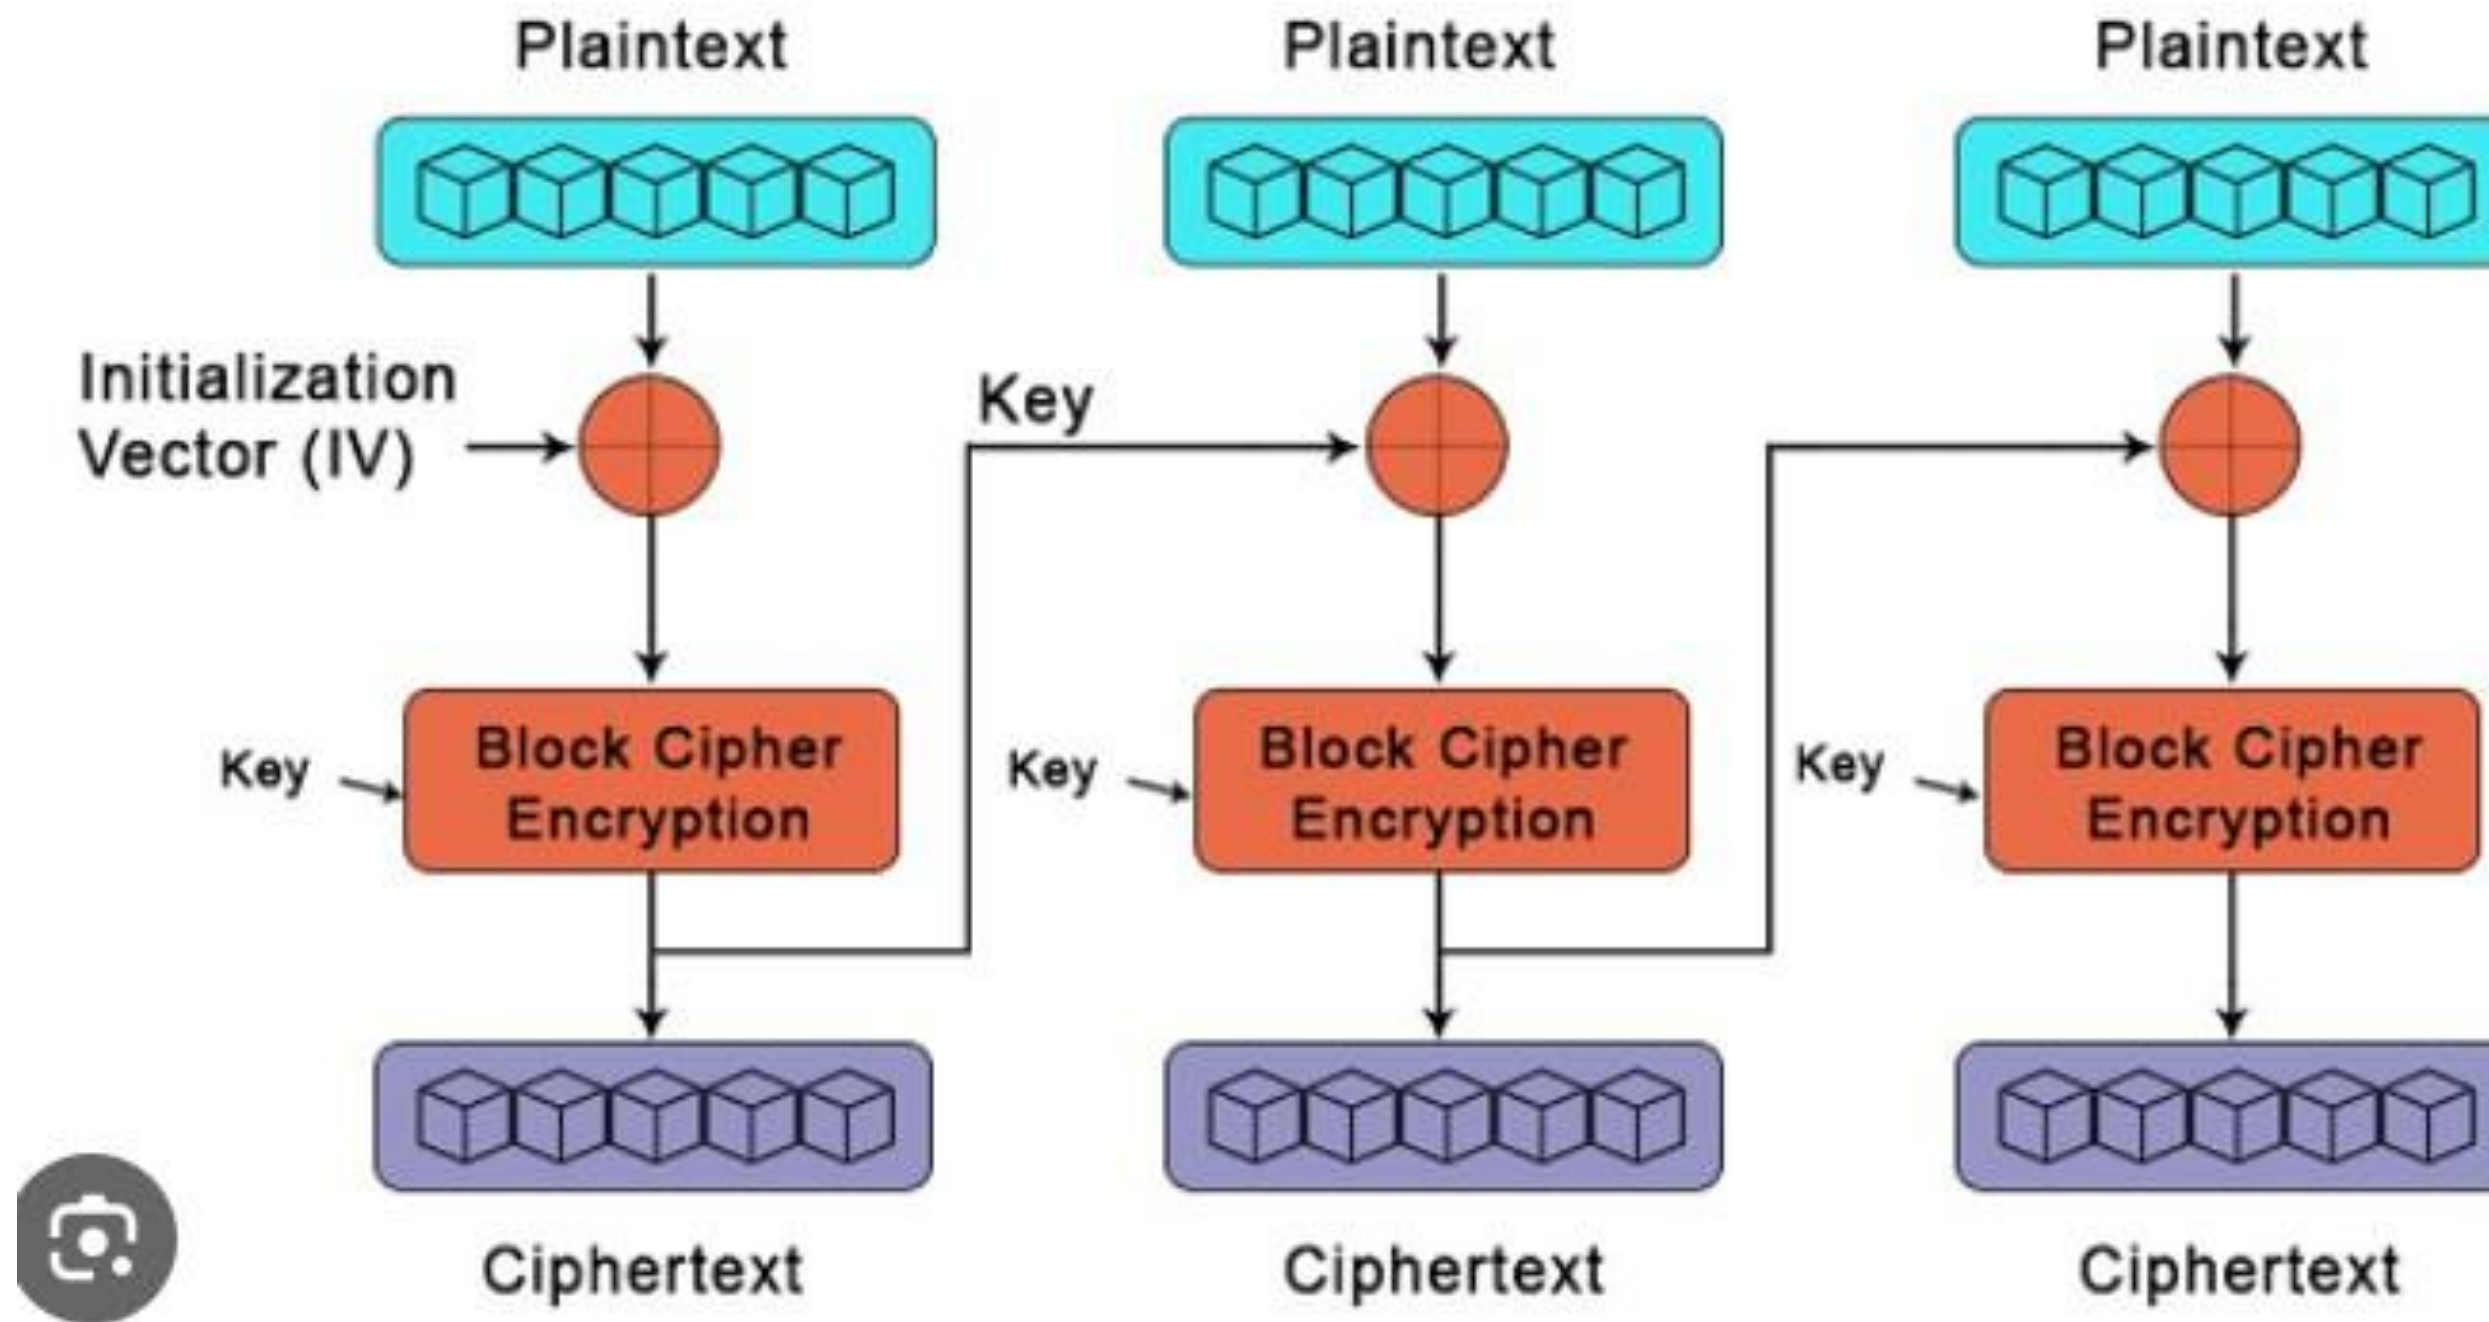 Plaintext
Plaintext
Plaintext
Initialization
Vector (IV)
Key
Key
Block Cipher
Encryption
Key
Block Cipher
Encryption
Key
Block Cipher
Encryption
Ciphertext
Ciphertext
Ciphertext